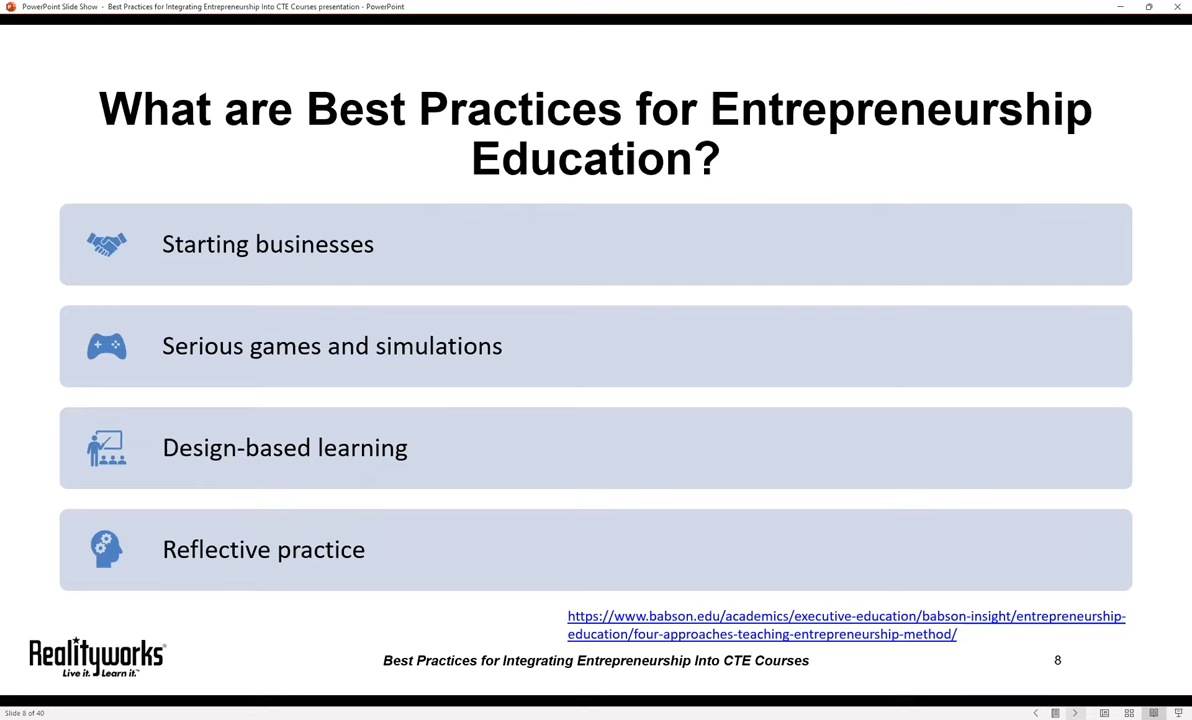 PowerPoint Slide Show - Best Practices for Integrating Entrepreneurship Into CTE Courses presentation - PowerPoint
What are Best Practices for Entrepreneurship
Education?
Starting businesses
Serious games and simulations
Design-based learning
Reflective practice
https://www.babson.edu/academics/executive-education/babson-insight/entrepreneurship-
education/four-approaches-teaching-entrepreneurship-method/
Realityworks®
Live it. Learn it.™
Best Practices for Integrating Entrepreneurship Into CTE Courses
8
Slide 8 of 40